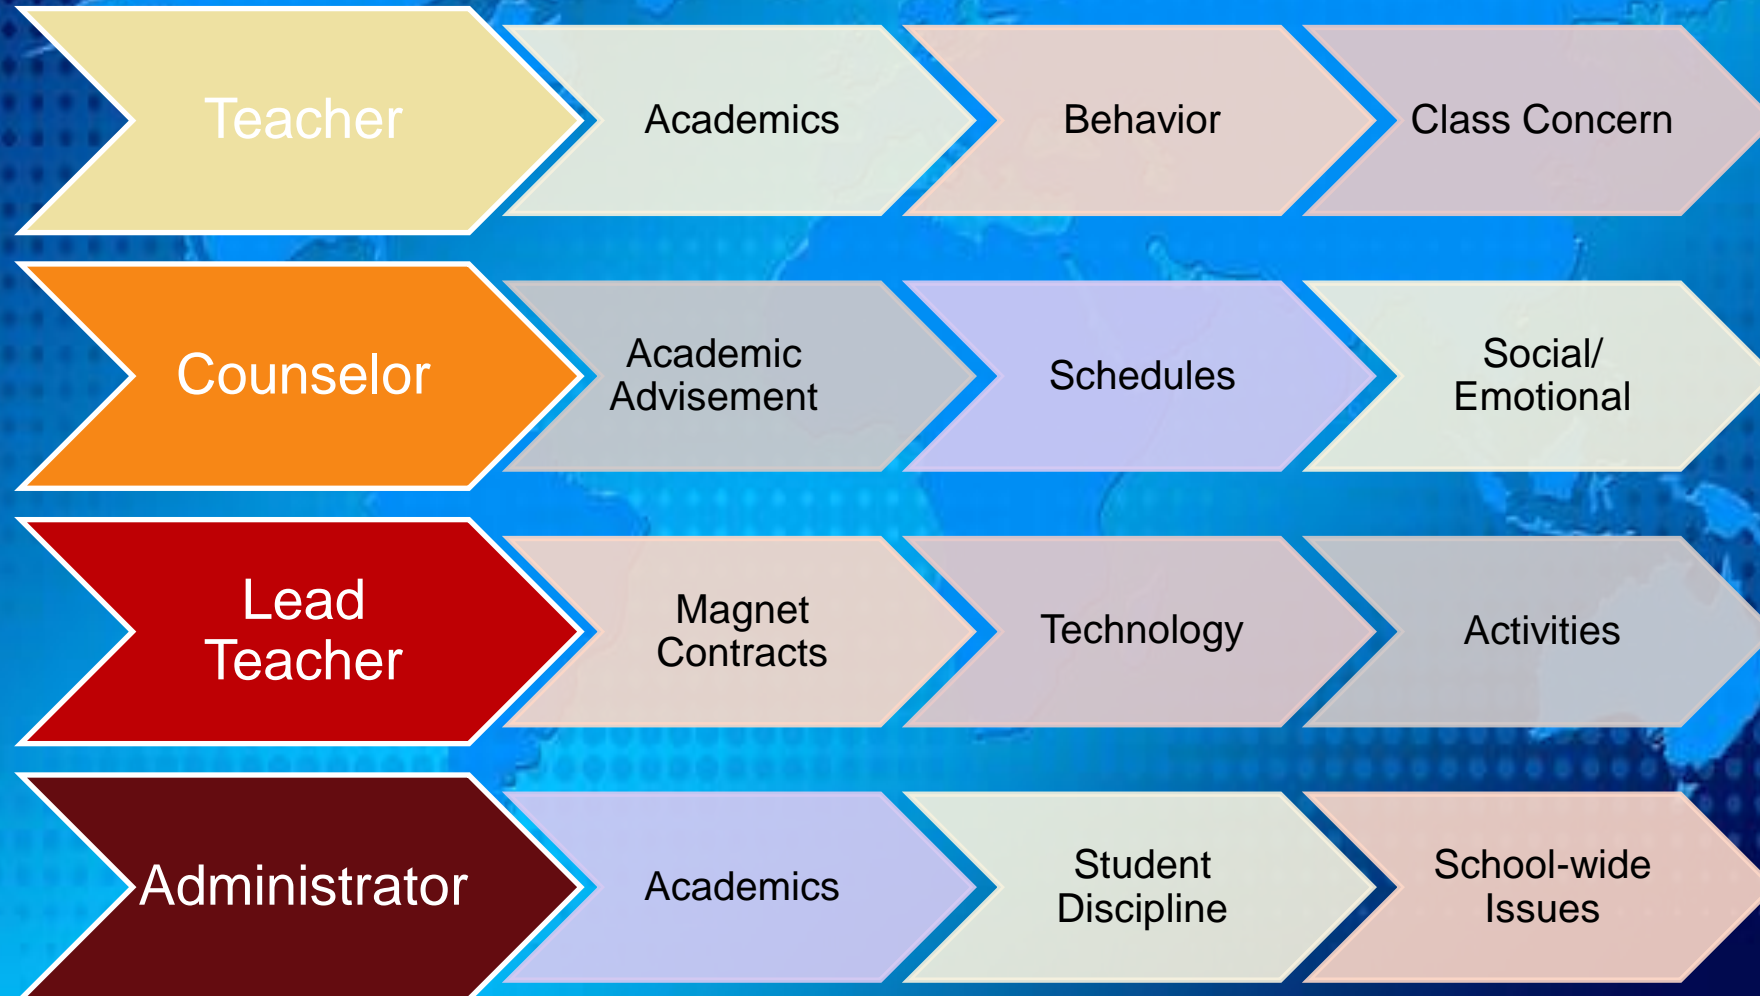 Teacher
Academics
Behavior
Class Concern
Counselor
Academic
Advisement
Schedules
Social/
Emotional
Lead
Teacher
Magnet
Contracts
Technology
Activities
Administrator
Academics
Student
Discipline
School-wide
Issues